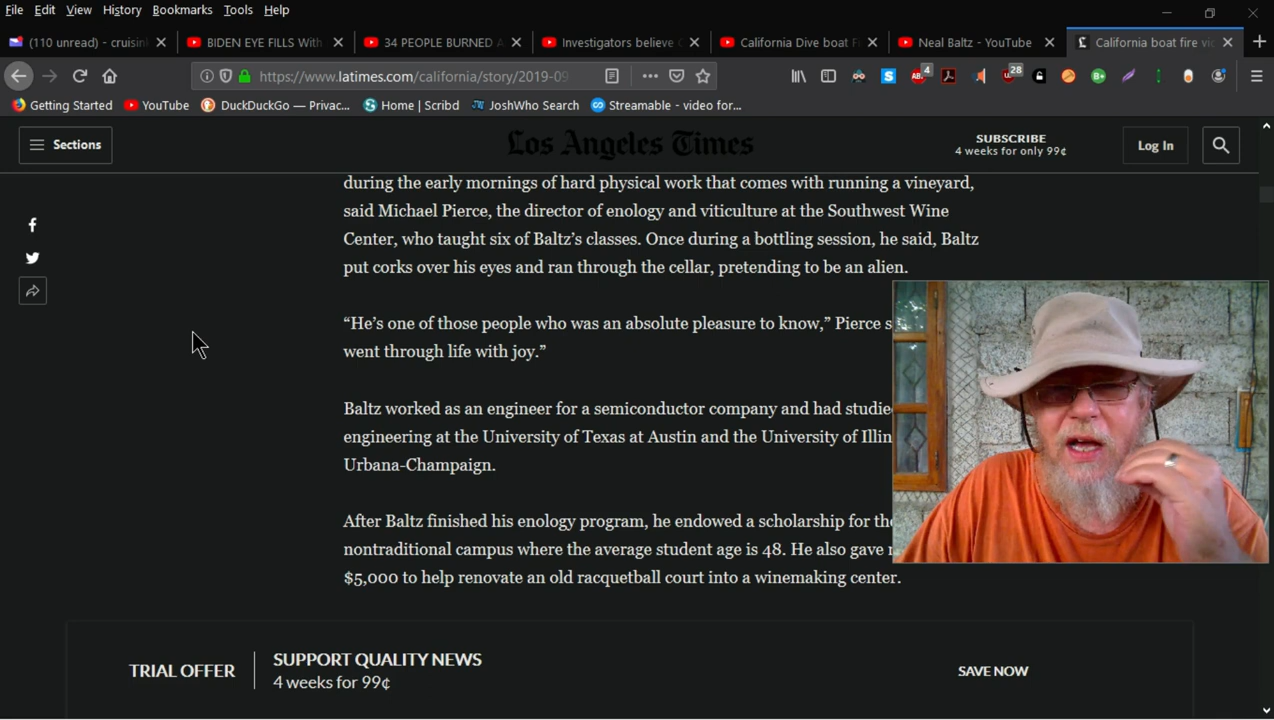 File Edit View History Bookmarks Tools Help
(110 unread) - cruisin
BIDEN EYE FILLS With
34 PEOPLE BURNED A
Investigators believe C
California Dive boat F
Neal Baltz - YouTube
California boat fire vic
https://www.latimes.com/california/story/2019-09
4
28
Getting Started YouTube DuckDuckGo — Privac... Home | Scribd JoshWho Search Streamable - video for...
Sections
Los Angeles Times
SUBSCRIBE
4 weeks for only 99¢
Log In
during the early mornings of hard physical work that comes with running a vineyard,
said Michael Pierce, the director of enology and viticulture at the Southwest Wine
Center, who taught six of Baltz’s classes. Once during a bottling session, he said, Baltz
put corks over his eyes and ran through the cellar, pretending to be an alien.
“He’s one of those people who was an absolute pleasure to know,” Pierce s
went through life with joy.”
Baltz worked as an engineer for a semiconductor company and had studie
engineering at the University of Texas at Austin and the University of Illin
Urbana-Champaign.
After Baltz finished his enology program, he endowed a scholarship for the
nontraditional campus where the average student age is 48. He also gave
$5,000 to help renovate an old racquetball court into a winemaking center.
TRIAL OFFER
SUPPORT QUALITY NEWS
4 weeks for 99¢
SAVE NOW